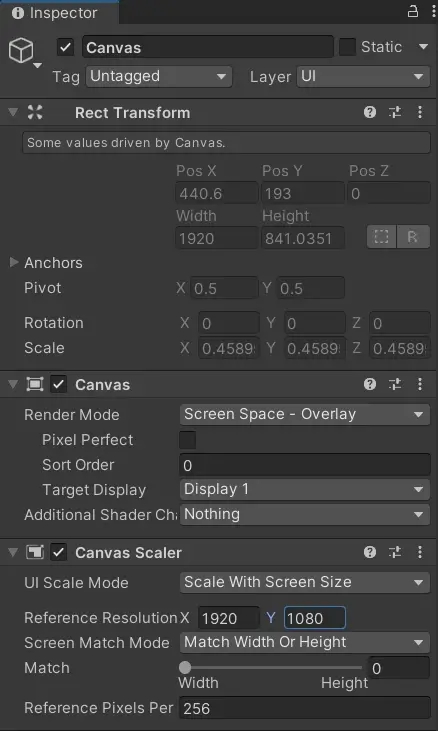 Inspector
Canvas Static
Tag Untagged Layer UI
Rect Transform
Some values driven by Canvas.
Pos X Pos Y Pos Z
440.6 193 0
Width Height
1920 841.0351 R
Anchors
Pivot X 0.5 Y 0.5
Rotation X 0 Y 0 Z 0
Scale X 0.4589 Y 0.4589 Z 0.4589
Canvas
Render Mode Screen Space - Overlay
Pixel Perfect
Sort Order 0
Target Display Display 1
Additional Shader Cha Nothing
Canvas Scaler
UI Scale Mode Scale With Screen Size
Reference Resolution X 1920 Y 1080
Screen Match Mode Match Width Or Height
Match 0
Width Height
Reference Pixels Per 256